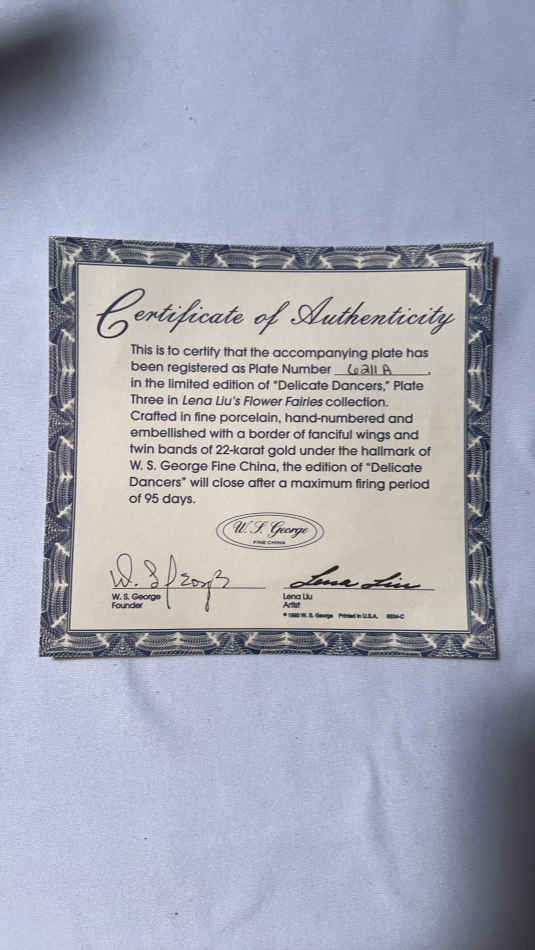 Certificate of Authenticity
This is to certify that the accompanying plate has
been registered as Plate Number 6211 A.
in the limited edition of “Delicate Dancers,” Plate
Three in Lena Liu’s Flower Fairies collection.
Crafted in fine porcelain, hand-numbered and
embellished with a border of fanciful wings and
twin bands of 22-karat gold under the hallmark of
W. S. George Fine China, the edition of “Delicate
Dancers” will close after a maximum firing period
of 95 days.
W. S. George
FINE CHINA
W. S. George
Lena Liu
W. S. George
Founder
Lena Liu
Artist
W. S. George Printed in U.S.A.